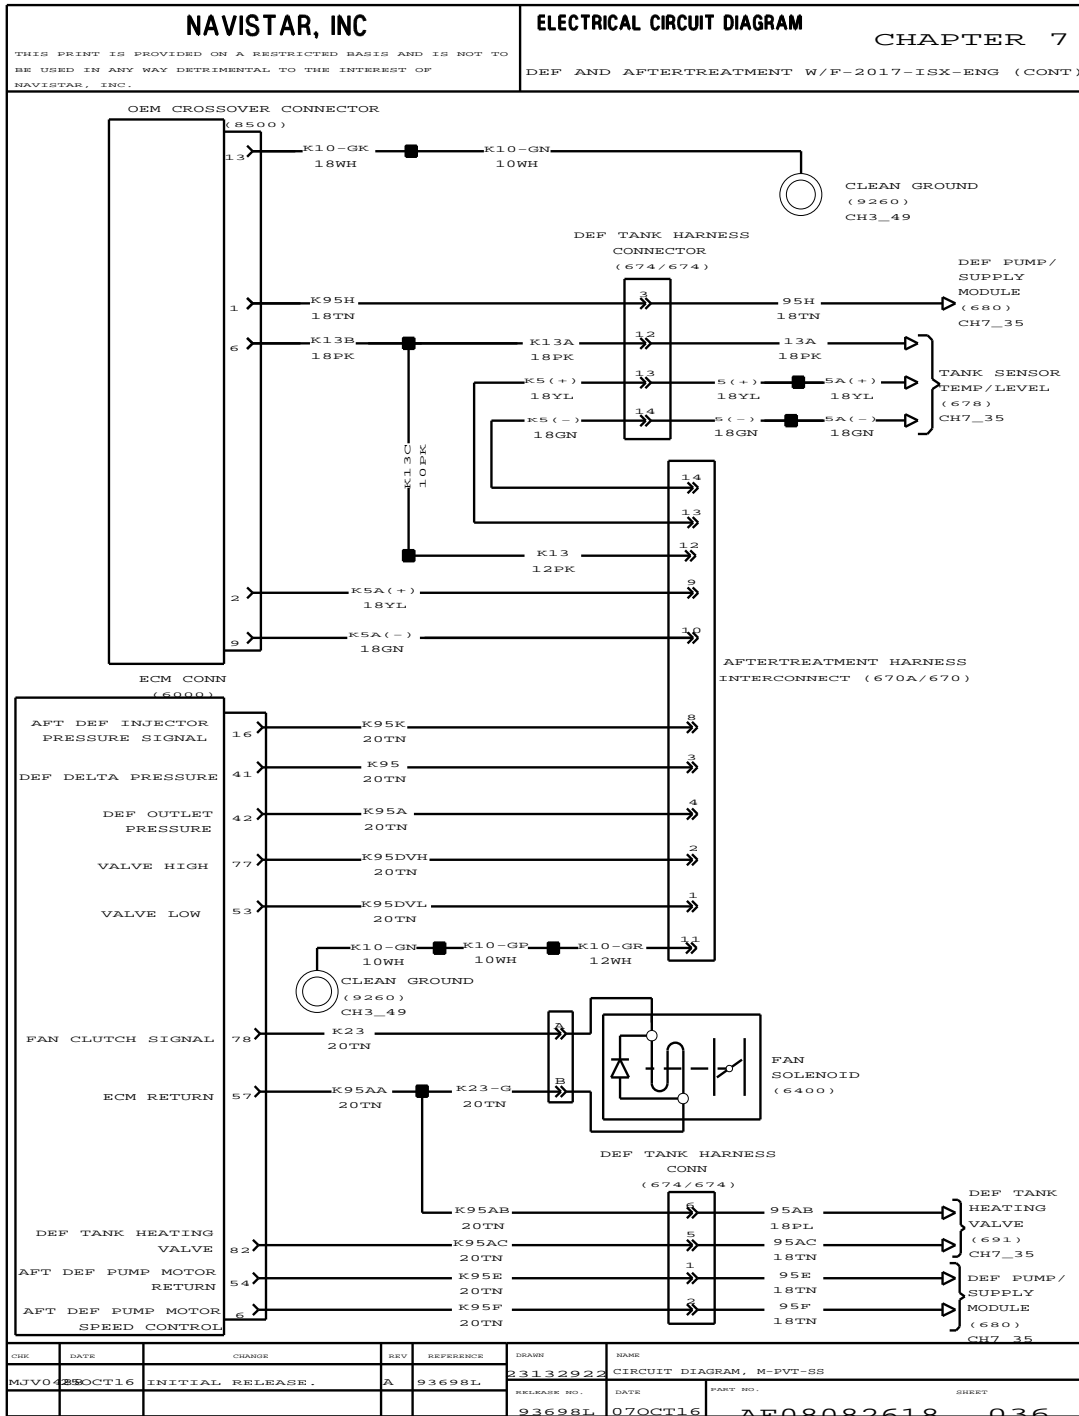 NAVISTAR, INC
THIS PRINT IS PROVIDED ON A RESTRICTED BASIS AND IS NOT TO
BE USED IN ANY WAY DETRIMENTAL TO THE INTEREST OF
NAVISTAR, INC.
ELECTRICAL CIRCUIT DIAGRAM
CHAPTER 7
DEF AND AFTERTREATMENT W/F-2017-ISX-ENG (CONT)
OEM CROSSOVER CONNECTOR
(8500)
13
K10-GK
18WH
K10-GN
10WH
CLEAN GROUND
(9260)
CH3_49
DEF TANK HARNESS
CONNECTOR
(674/674)
1
K95H
18TN
3
95H
18TN
DEF PUMP/
SUPPLY
MODULE
(680)
CH7_35
6
K13B
18PK
K13A
18PK
12
13A
18PK
K5(+)
18YL
13
5(+)
18YL
5A(+)
18YL
K5(-)
18GN
14
5(-)
18GN
5A(-)
18GN
TANK SENSOR
TEMP/LEVEL
(678)
CH7_35
K13C
10PK
14
13
K13
12PK
12
2
K5A(+)
18YL
9
9
K5A(-)
18GN
10
AFTERTREATMENT HARNESS
INTERCONNECT (670A/670)
ECM CONN
(6000)
AFT DEF INJECTOR
PRESSURE SIGNAL
16
K95K
20TN
8
DEF DELTA PRESSURE
41
K95
20TN
3
DEF OUTLET
PRESSURE
42
K95A
20TN
4
VALVE HIGH
77
K95DVH
20TN
2
VALVE LOW
53
K95DVL
20TN
1
K10-GN
10WH
K10-GP
10WH
K10-GR
12WH
11
CLEAN GROUND
(9260)
CH3_49
FAN CLUTCH SIGNAL
78
K23
20TN
A
ECM RETURN
57
K95AA
20TN
K23-G
20TN
B
FAN
SOLENOID
(6400)
DEF TANK HARNESS
CONN
(674/674)
K95AB
20TN
6
95AB
18PL
DEF TANK HEATING
VALVE
82
K95AC
20TN
5
95AC
18TN
DEF TANK
HEATING
VALVE
(691)
CH7_35
AFT DEF PUMP MOTOR
RETURN
54
K95E
20TN
1
95E
18TN
AFT DEF PUMP MOTOR
SPEED CONTROL
6
K95F
20TN
2
95F
18TN
DEF PUMP/
SUPPLY
MODULE
(680)
CH7_35
CHK
DATE
CHANGE
REV
REFERENCE
INITIAL RELEASE.
A
93698L
DRAWN
23132922
NAME
CIRCUIT DIAGRAM, M-PVT-SS
RELEASE NO.
93698L
DATE
07OCT16
PART NO.
AF08082618
SHEET
036